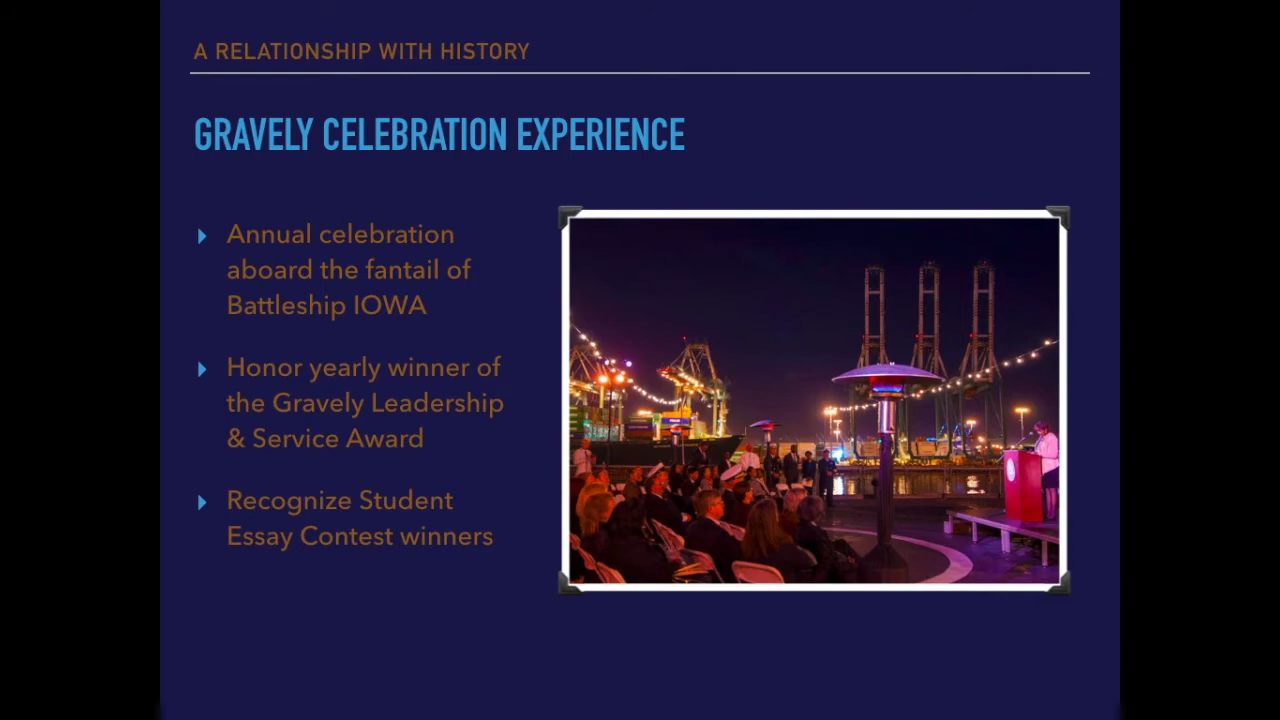 A RELATIONSHIP WITH HISTORY
GRAVELY CELEBRATION EXPERIENCE
Annual celebration
aboard the fantail of
Battleship IOWA
Honor yearly winner of
the Gravely Leadership
& Service Award
Recognize Student
Essay Contest winners